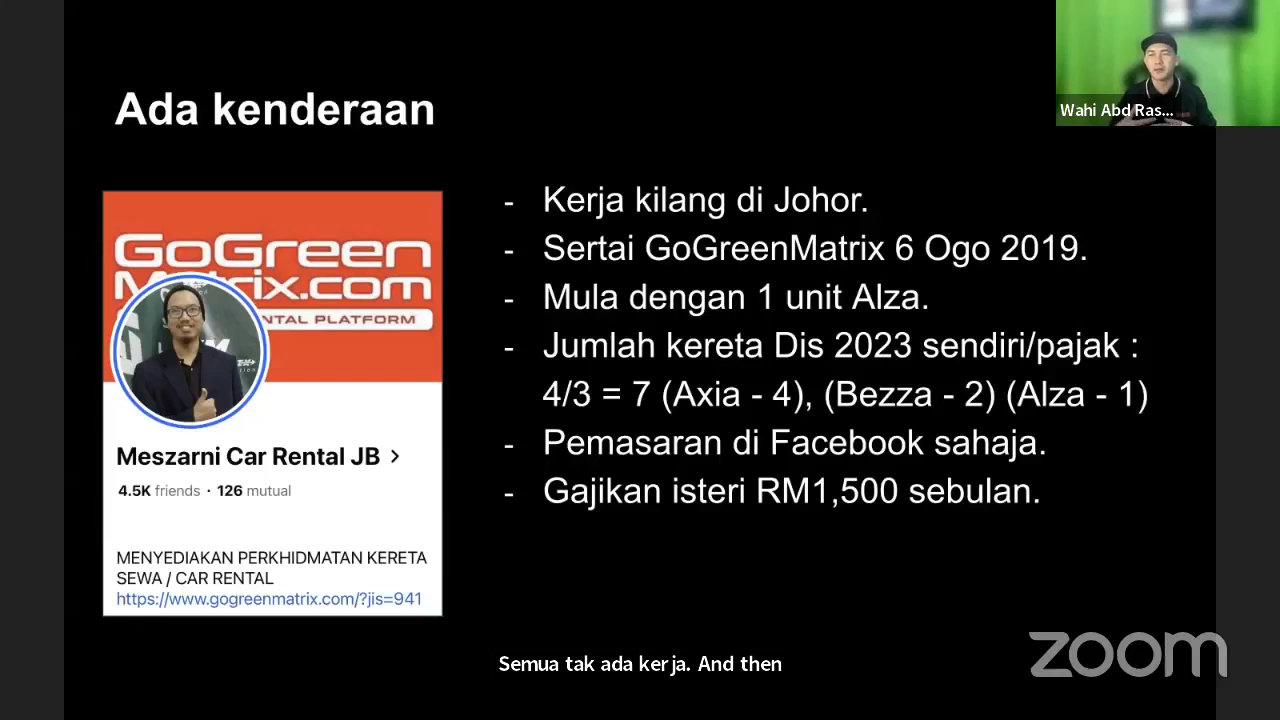 Ada kenderaan
Wahi Abd Ras...
GoGreen
Matrix.com
NTAL PLATFORM
Meszarni Car Rental JB >
4.5K friends · 126 mutual
MENYEDIAKAN PERKHIDMATAN KERETA
SEWA / CAR RENTAL
https://www.gogreenmatrix.com/?jis=941
- Kerja kilang di Johor.
- Sertai GoGreenMatrix 6 Ogo 2019.
- Mula dengan 1 unit Alza.
- Jumlah kereta Dis 2023 sendiri/pajak :
4/3 = 7 (Axia - 4), (Bezza - 2) (Alza - 1)
- Pemasaran di Facebook sahaja.
- Gajikan isteri RM1,500 sebulan.
Semua tak ada kerja. And then
zoom